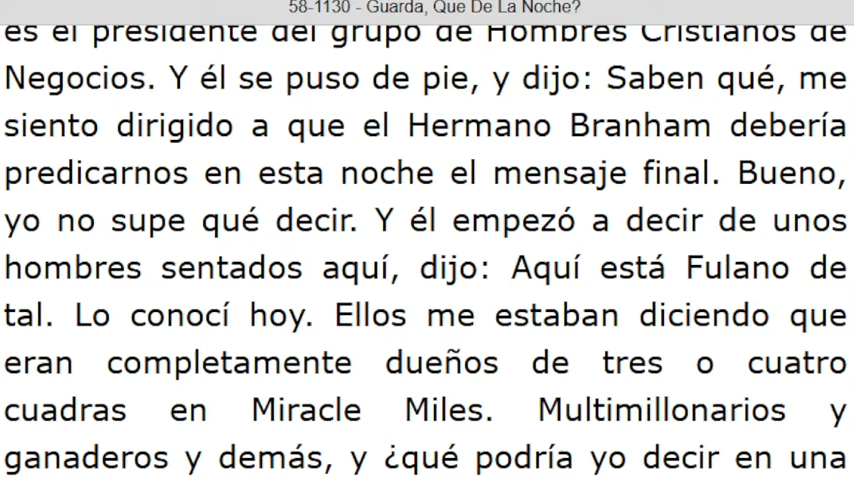 58-1130 - Guarda, Que De La Noche?
es el presidente del grupo de Hombres Cristianos de
Negocios. Y él se puso de pie, y dijo: Saben qué, me
siento dirigido a que el Hermano Branham debería
predicarnos en esta noche el mensaje final. Bueno,
yo no supe qué decir. Y él empezó a decir de unos
hombres sentados aquí, dijo: Aquí está Fulano de
tal. Lo conocí hoy. Ellos me estaban diciendo que
eran completamente dueños de tres o cuatro
cuadras en Miracle Miles. Multimillonarios y
ganaderos y demás, y ¿qué podría yo decir en una